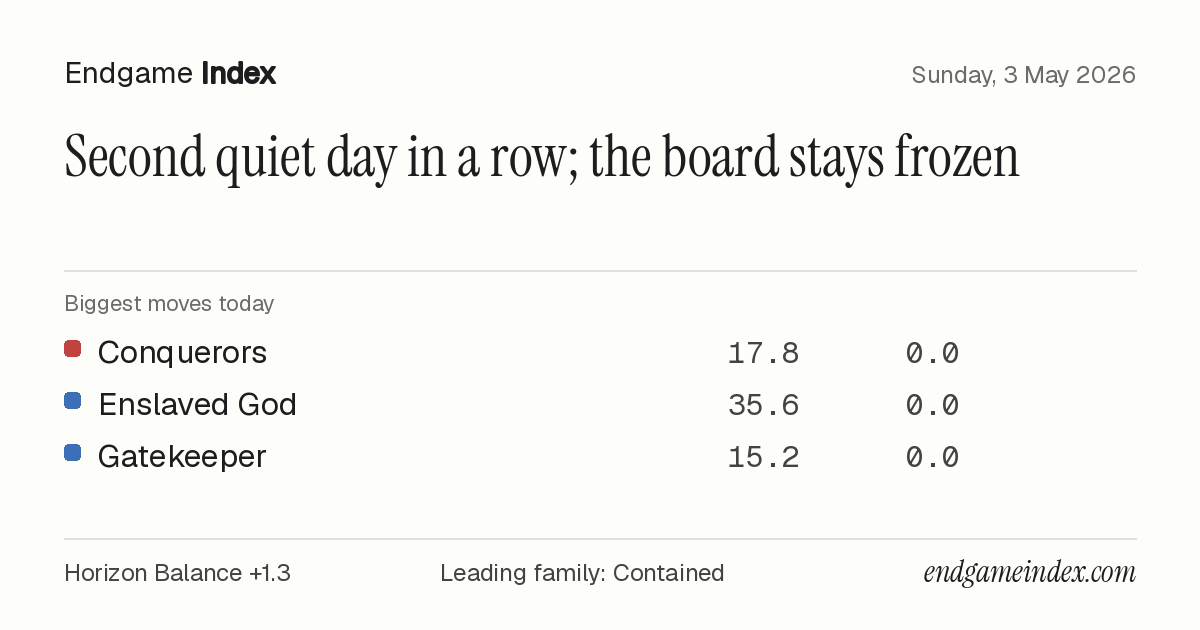 Endgame Index
Sunday, 3 May 2026
Second quiet day in a row; the board stays frozen
Biggest moves today
Conquerors 17.8 0.0
Enslaved God 35.6 0.0
Gatekeeper 15.2 0.0
Horizon Balance +1.3
Leading family: Contained
endgameindex.com